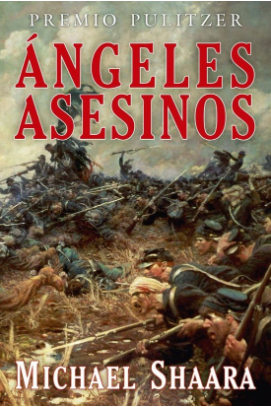 PREMIO PULITZER
ÁNGELES
ASESINOS
MICHAEL SHAARA